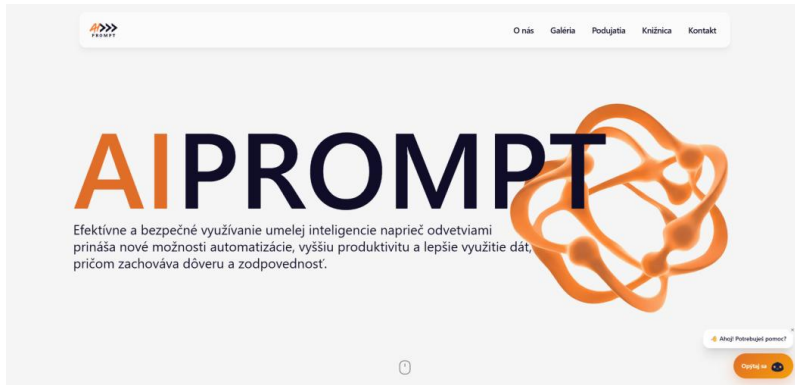 AI
PROMPT
O nás
Galéria
Podujatia
Knižnica
Kontakt
AIPROMPT
Efektívne a bezpečné využívanie umelej inteligencie naprieč odvetviami
prináša nové možnosti automatizácie, vyššiu produktivitu a lepšie využitie dát,
pričom zachováva dôveru a zodpovednosť.
Ahoj! Potrebuješ pomoc?
Opýtaj sa